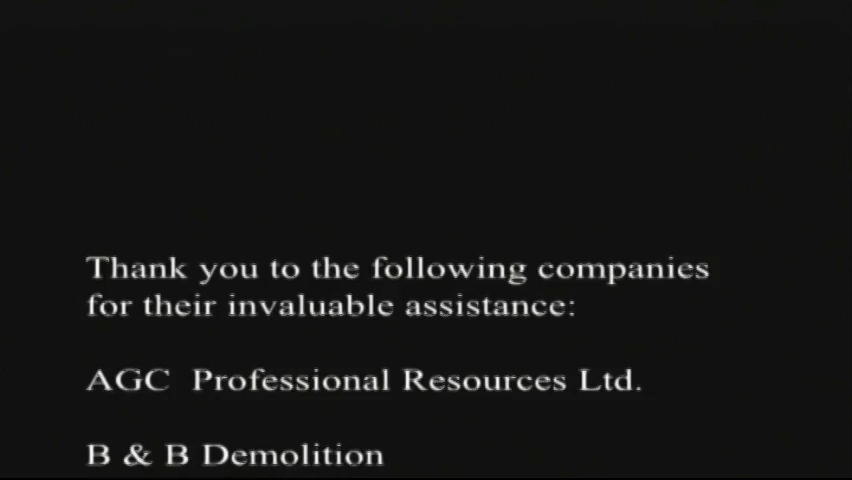 Thank you to the following companies
for their invaluable assistance:
AGC Professional Resources Ltd.
B & B Demolition